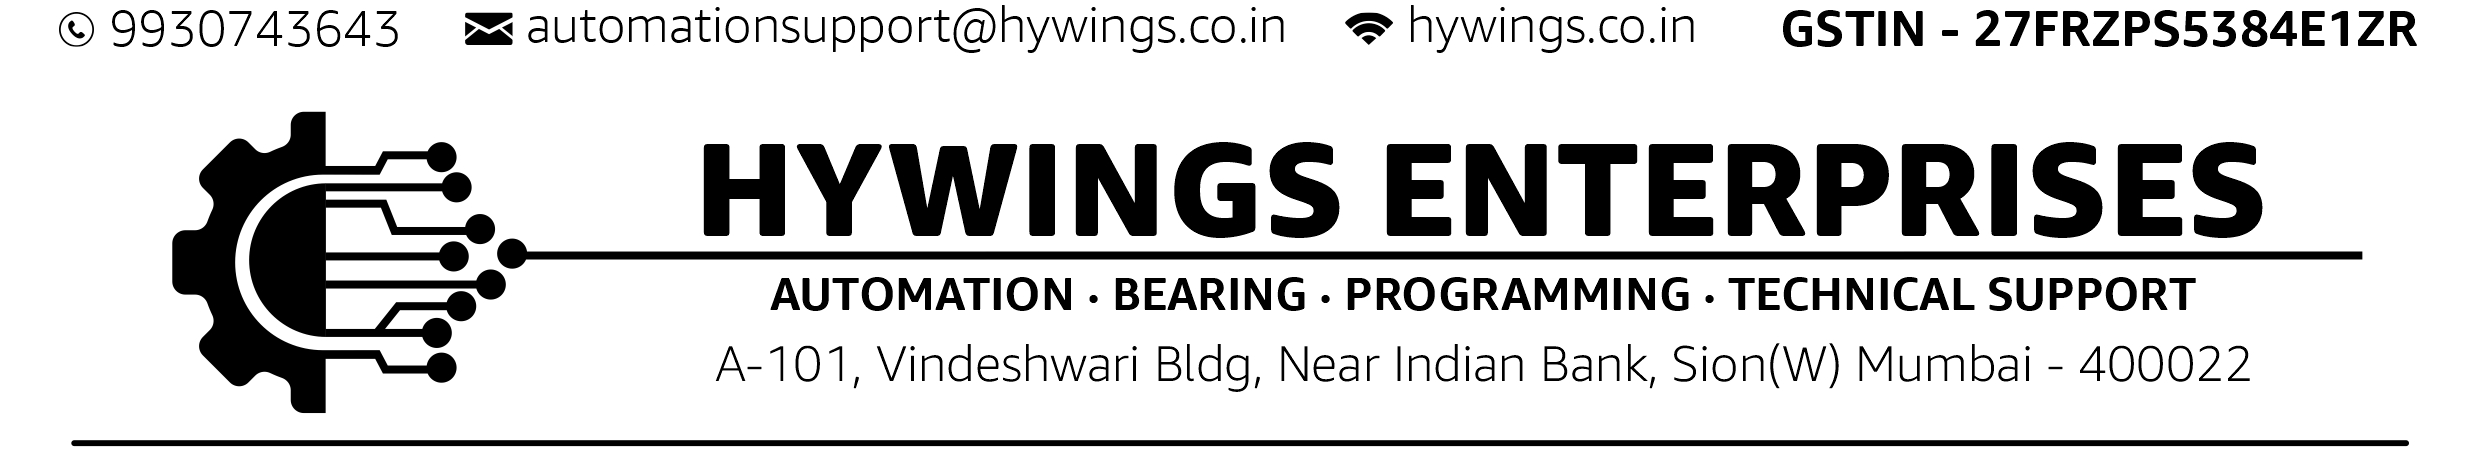 9930743643 automationsupport@hywings.co.in hywings.co.in GSTIN - 27FRZPS5384E1ZR
HYWINGS ENTERPRISES
AUTOMATION · BEARING · PROGRAMMING · TECHNICAL SUPPORT
A-101, Vindeshwari Bldg, Near Indian Bank, Sion(W) Mumbai - 400022